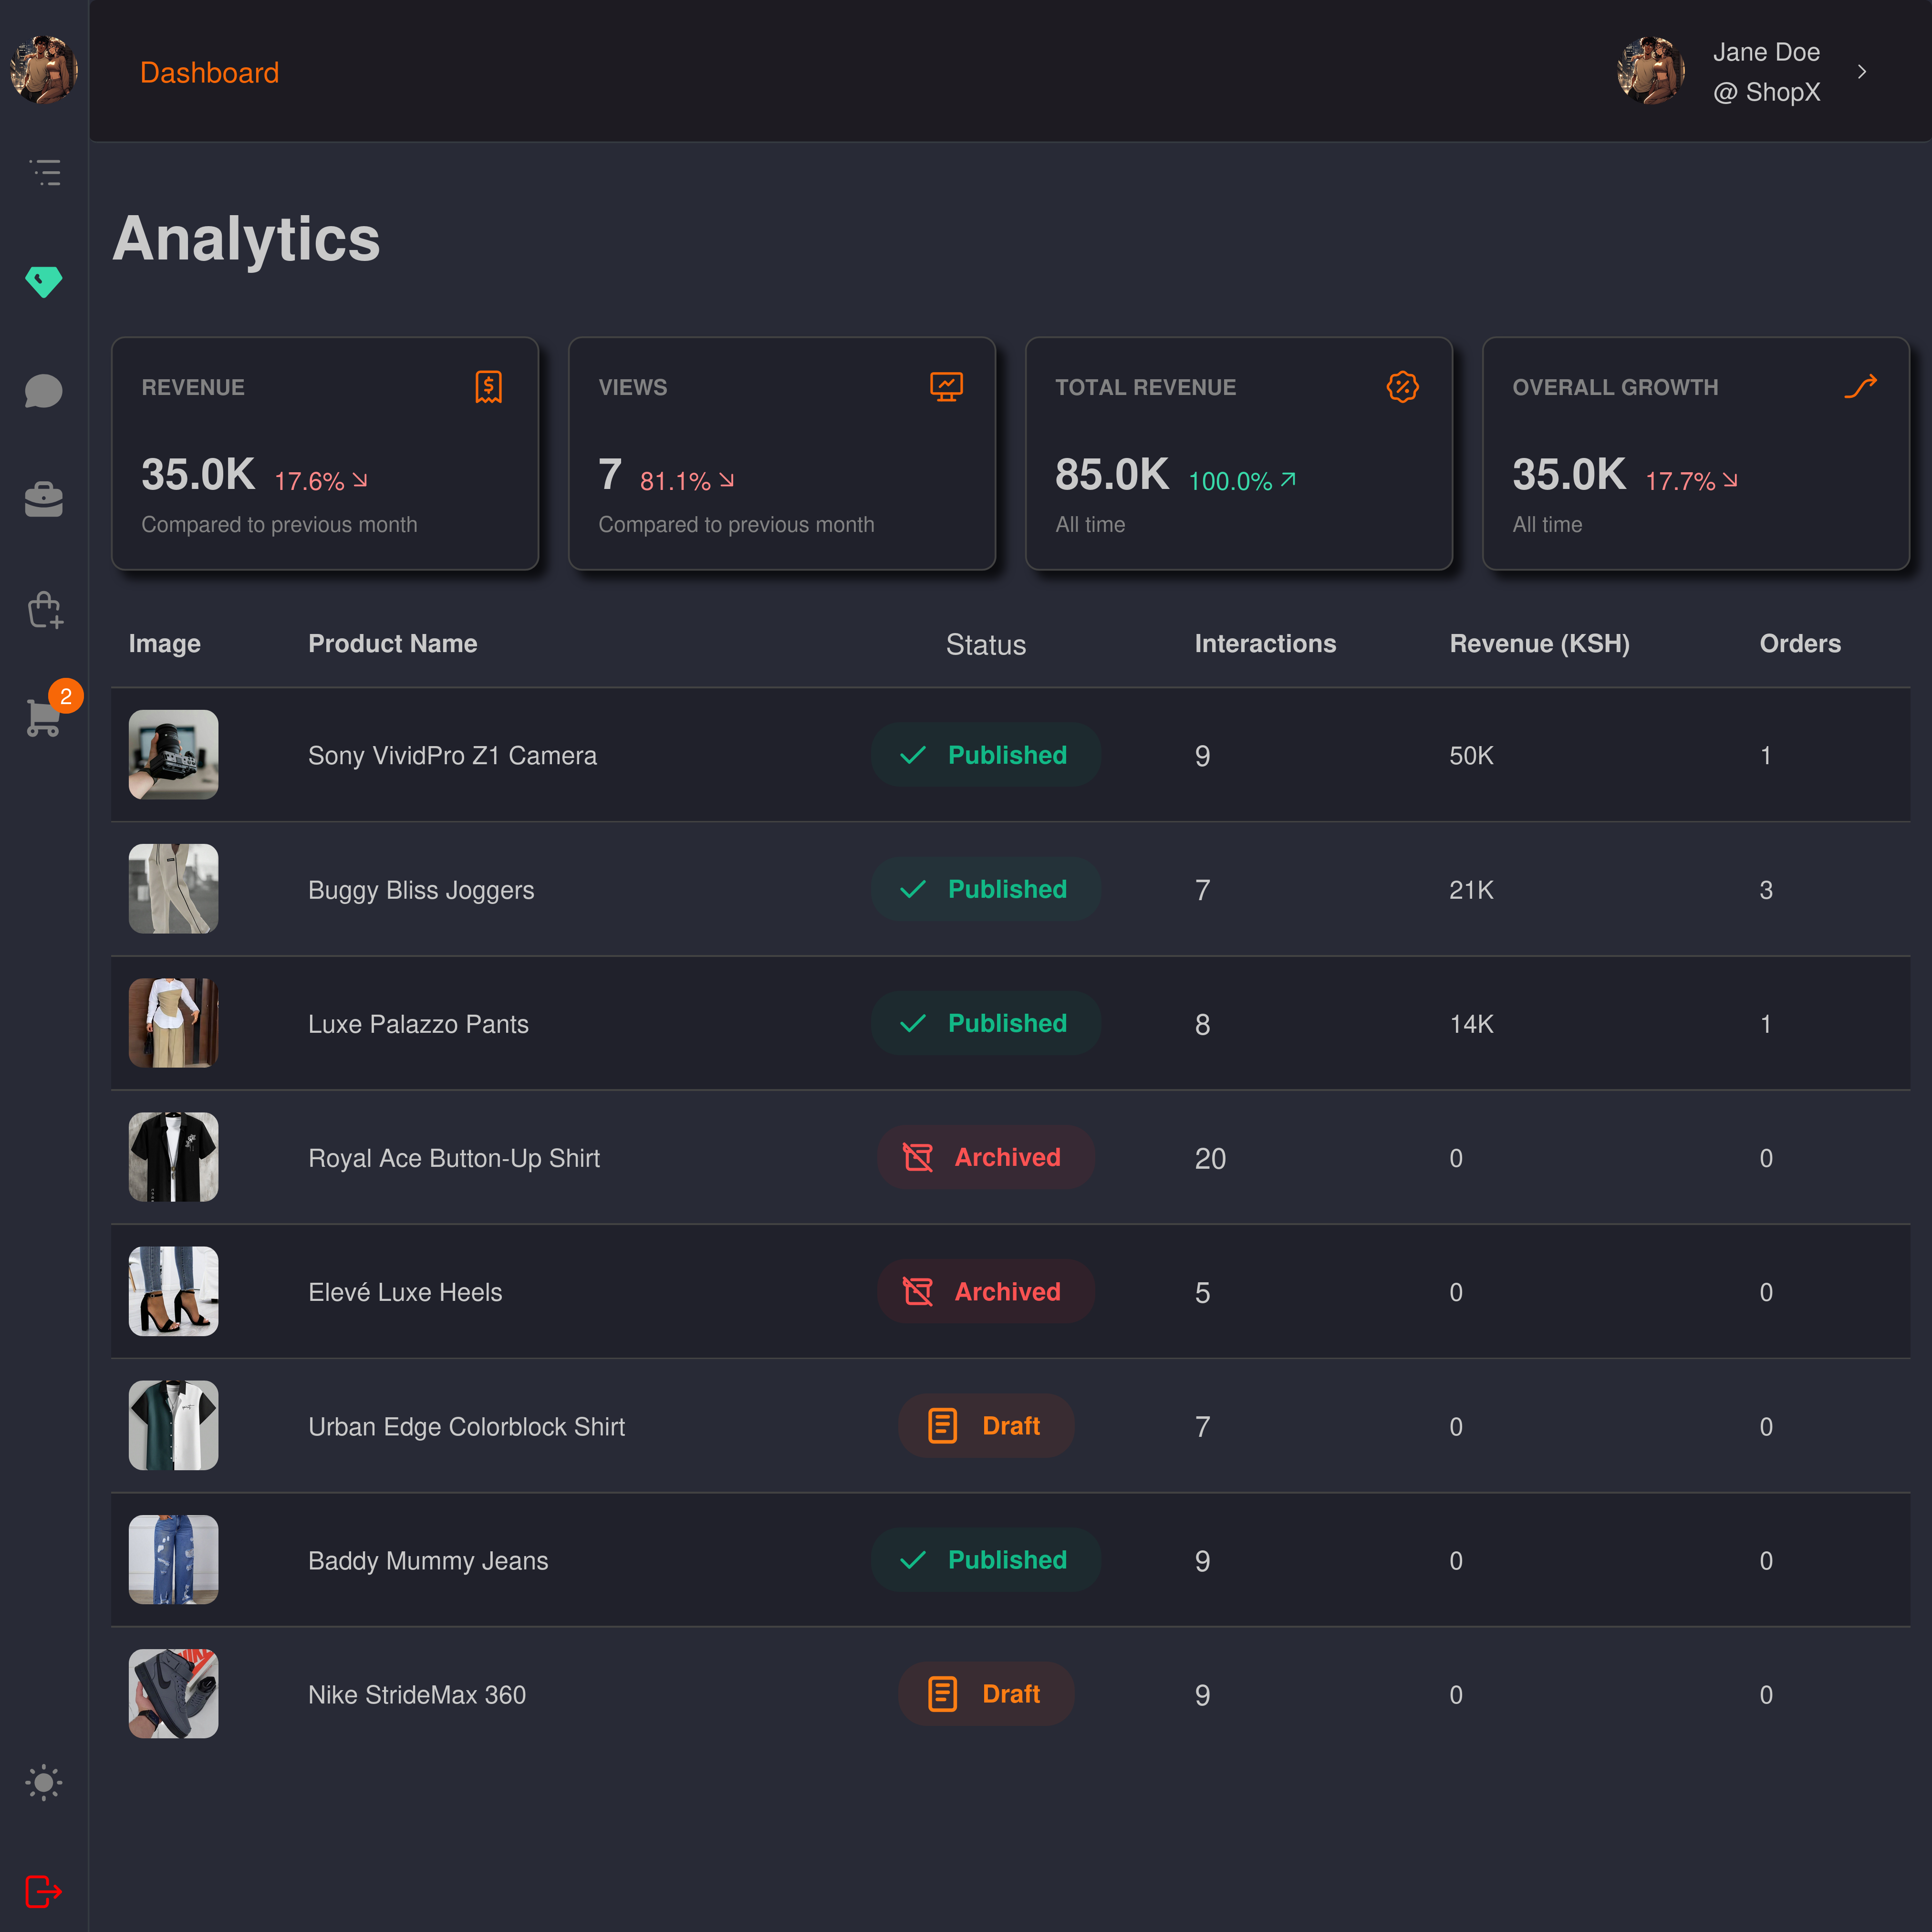 Dashboard
Jane Doe
@ ShopX
Analytics
REVENUE
35.0K 17.6%
Compared to previous month
VIEWS
7 81.1%
Compared to previous month
TOTAL REVENUE
85.0K 100.0%
All time
OVERALL GROWTH
35.0K 17.7%
All time
2
Image Product Name Status Interactions Revenue (KSH) Orders
Sony VividPro Z1 Camera Published 9 50K 1
Buggy Bliss Joggers Published 7 21K 3
Luxe Palazzo Pants Published 8 14K 1
Royal Ace Button-Up Shirt Archived 20 0 0
Elevé Luxe Heels Archived 5 0 0
Urban Edge Colorblock Shirt Draft 7 0 0
Baddy Mummy Jeans Published 9 0 0
Nike StrideMax 360 Draft 9 0 0